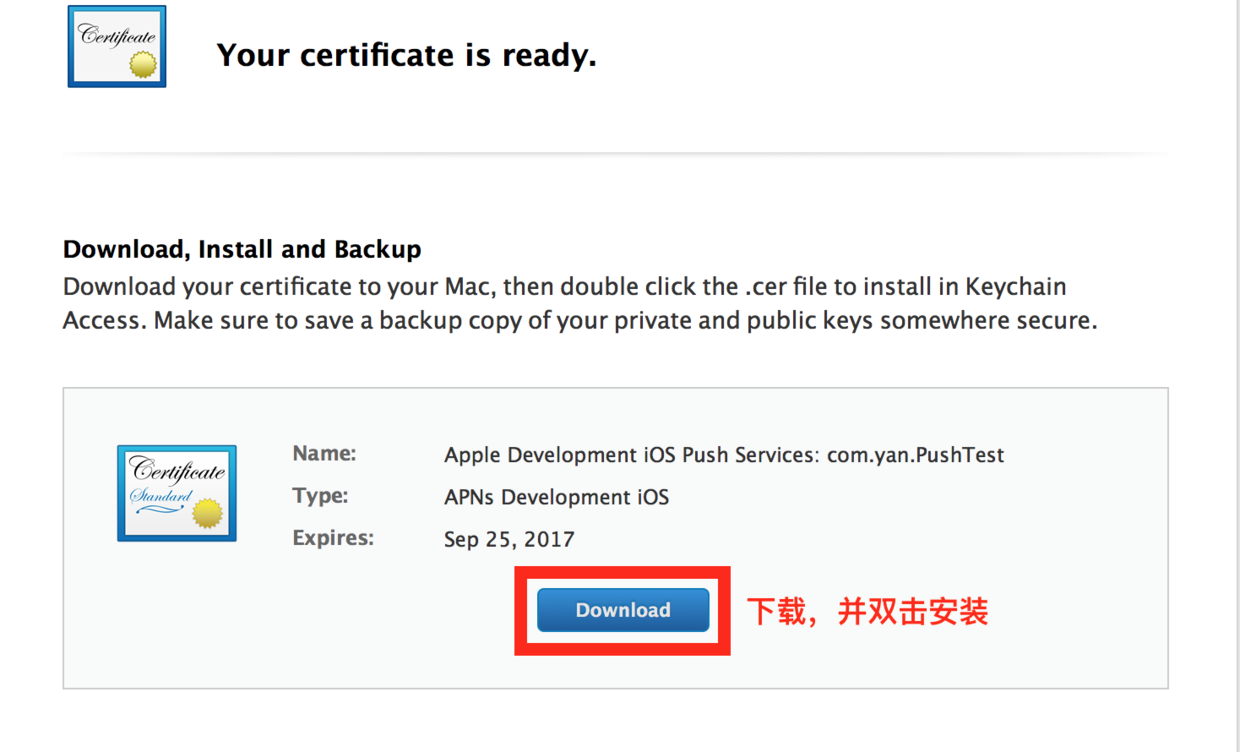 Certificate
Your certificate is ready.
Download, Install and Backup
Download your certificate to your Mac, then double click the .cer file to install in Keychain
Access. Make sure to save a backup copy of your private and public keys somewhere secure.
Certificate
Standard
Name: Apple Development iOS Push Services: com.yan.PushTest
Type: APNs Development iOS
Expires: Sep 25, 2017
Download 下载，并双击安装